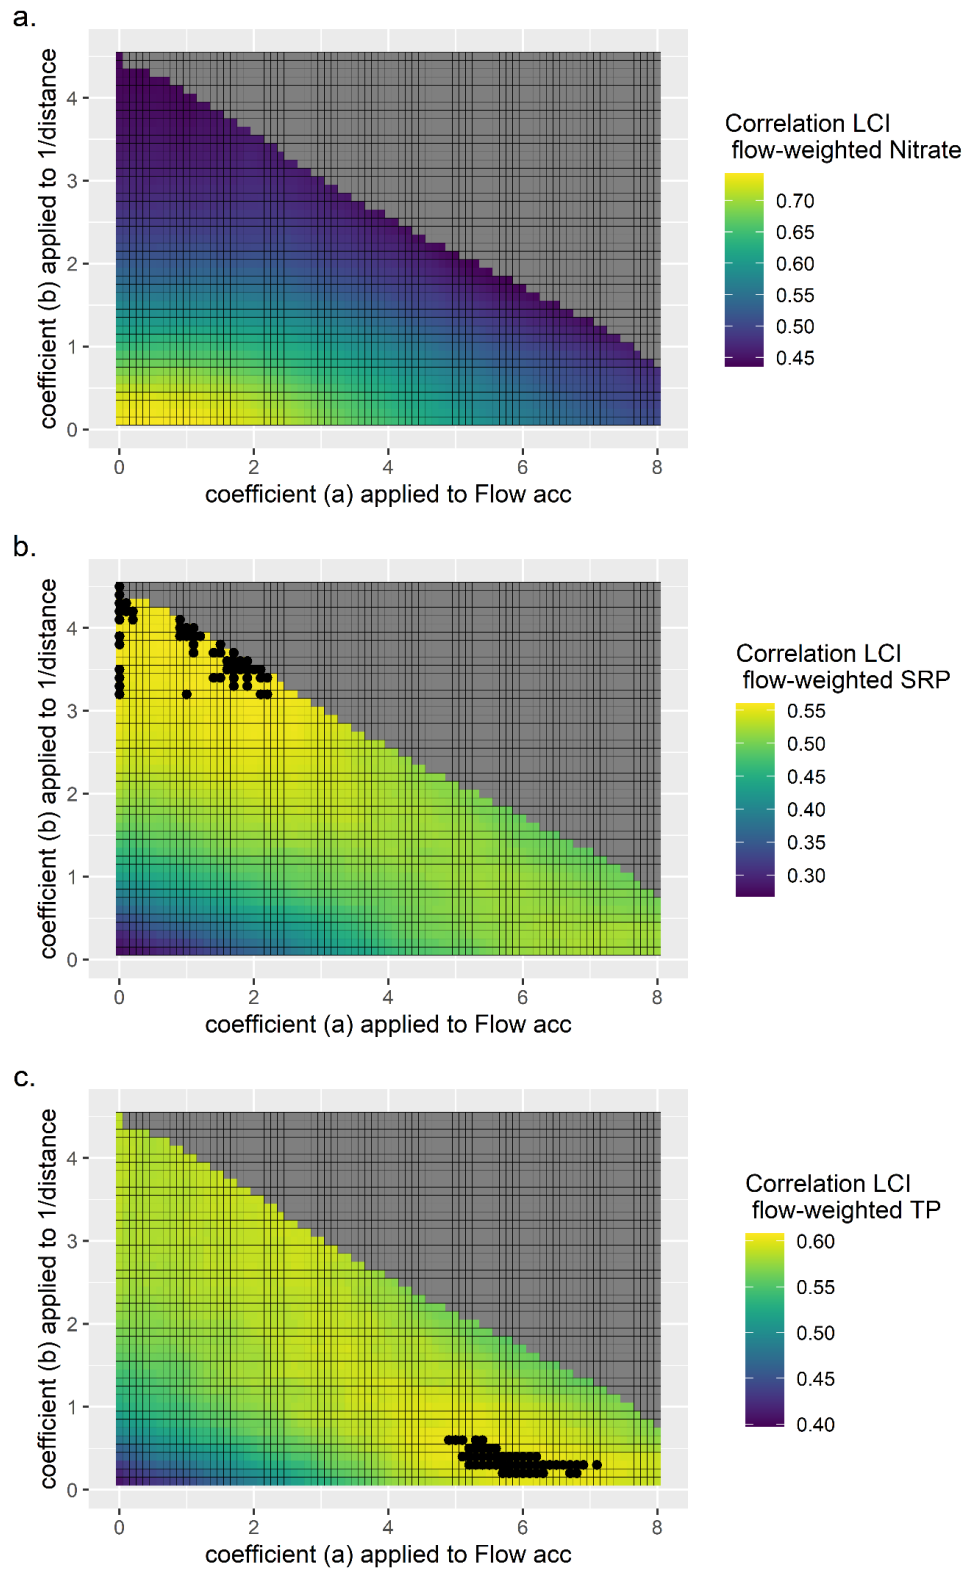 a.
coefficient (b) applied to 1/distance
4
3
2
1
0
0 2 4 6 8
coefficient (a) applied to Flow acc
Correlation LCI
flow-weighted Nitrate
0.70
0.65
0.60
0.55
0.50
0.45
b.
coefficient (b) applied to 1/distance
4
3
2
1
0
0 2 4 6 8
coefficient (a) applied to Flow acc
Correlation LCI
flow-weighted SRP
0.55
0.50
0.45
0.40
0.35
0.30
c.
coefficient (b) applied to 1/distance
4
3
2
1
0
0 2 4 6 8
coefficient (a) applied to Flow acc
Correlation LCI
flow-weighted TP
0.60
0.55
0.50
0.45
0.40